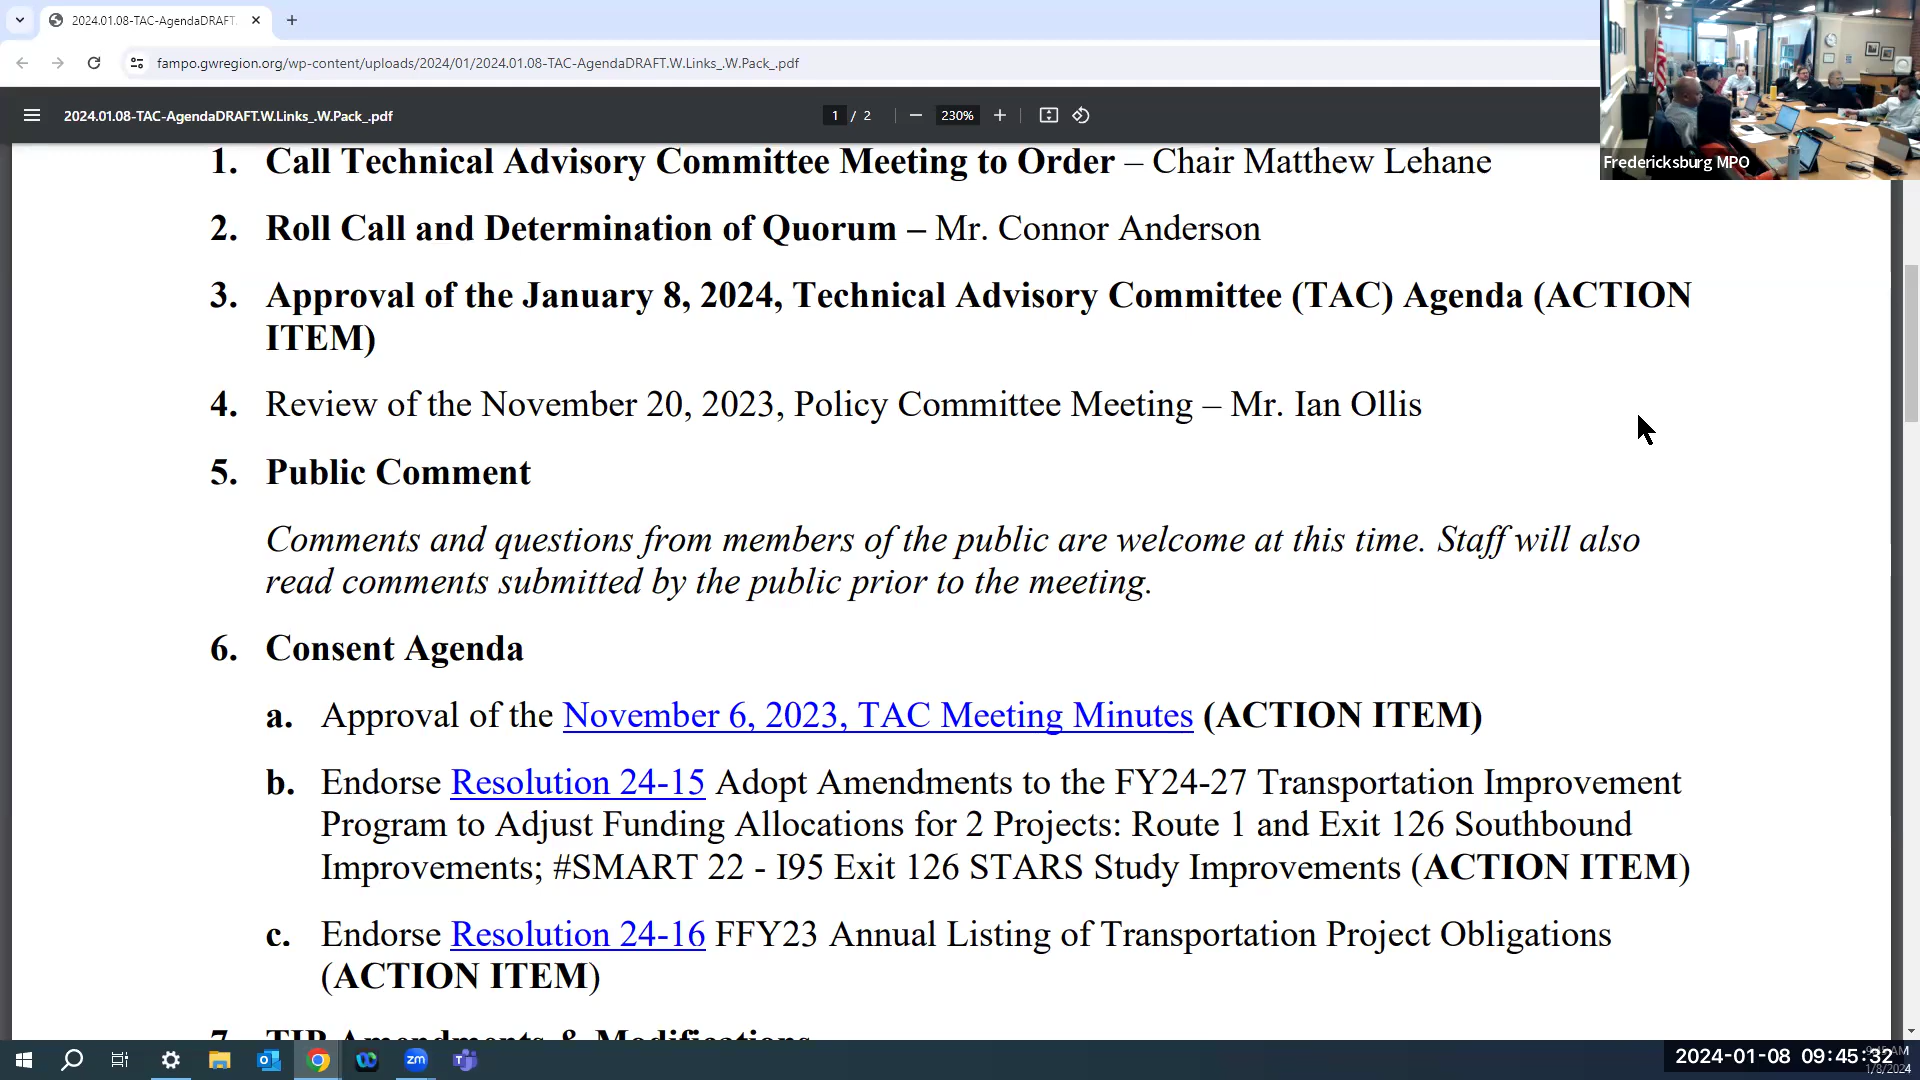 2024.01.08-TAC-AgendaDRAFT.
fampo.gwregion.org/wp-content/uploads/2024/01/2024.01.08-TAC-AgendaDRAFT.W.Links_.W.Pack_.pdf
2024.01.08-TAC-AgendaDRAFT.W.Links_.W.Pack_.pdf
1 / 2
230%
Fredericksburg MPO
1. Call Technical Advisory Committee Meeting to Order – Chair Matthew Lehane
2. Roll Call and Determination of Quorum – Mr. Connor Anderson
3. Approval of the January 8, 2024, Technical Advisory Committee (TAC) Agenda (ACTION
ITEM)
4. Review of the November 20, 2023, Policy Committee Meeting – Mr. Ian Ollis
5. Public Comment
Comments and questions from members of the public are welcome at this time. Staff will also
read comments submitted by the public prior to the meeting.
6. Consent Agenda
a. Approval of the November 6, 2023, TAC Meeting Minutes (ACTION ITEM)
b. Endorse Resolution 24-15 Adopt Amendments to the FY24-27 Transportation Improvement
Program to Adjust Funding Allocations for 2 Projects: Route 1 and Exit 126 Southbound
Improvements; #SMART 22 - I95 Exit 126 STARS Study Improvements (ACTION ITEM)
c. Endorse Resolution 24-16 FFY23 Annual Listing of Transportation Project Obligations
(ACTION ITEM)
7. TIP Amendments & Modifications
zm
2024-01-08 09:45:32
1/8/2024